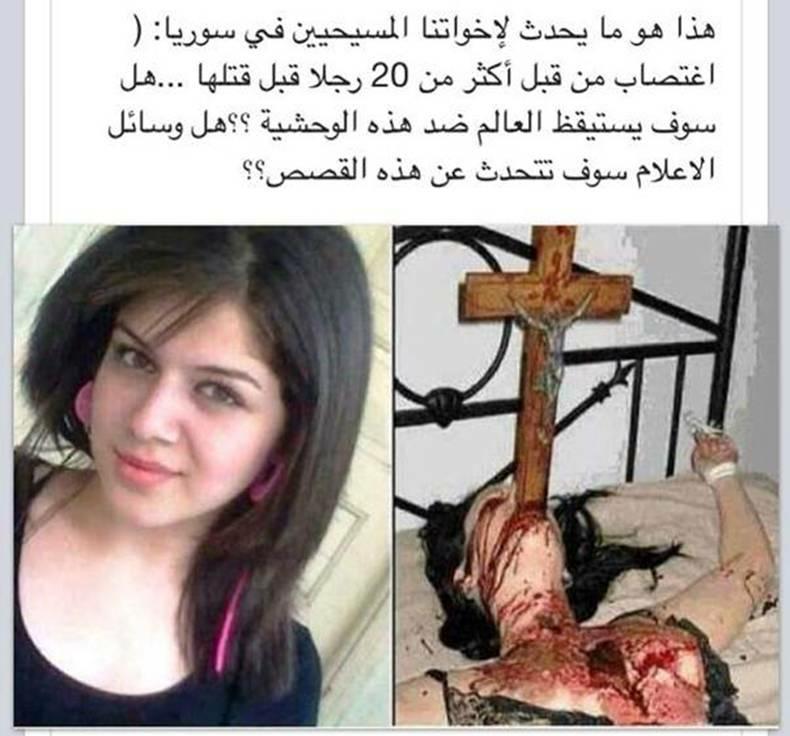 هذا هو ما يحدث لإخواتنا المسيحيين في سوريا: (
اغتصاب من قبل أكثر من 20 رجلا قبل قتلها ...هل
سوف يستيقظ العالم ضد هذه الوحشية ؟؟هل وسائل
الاعلام سوف تتحدث عن هذه القصص؟؟